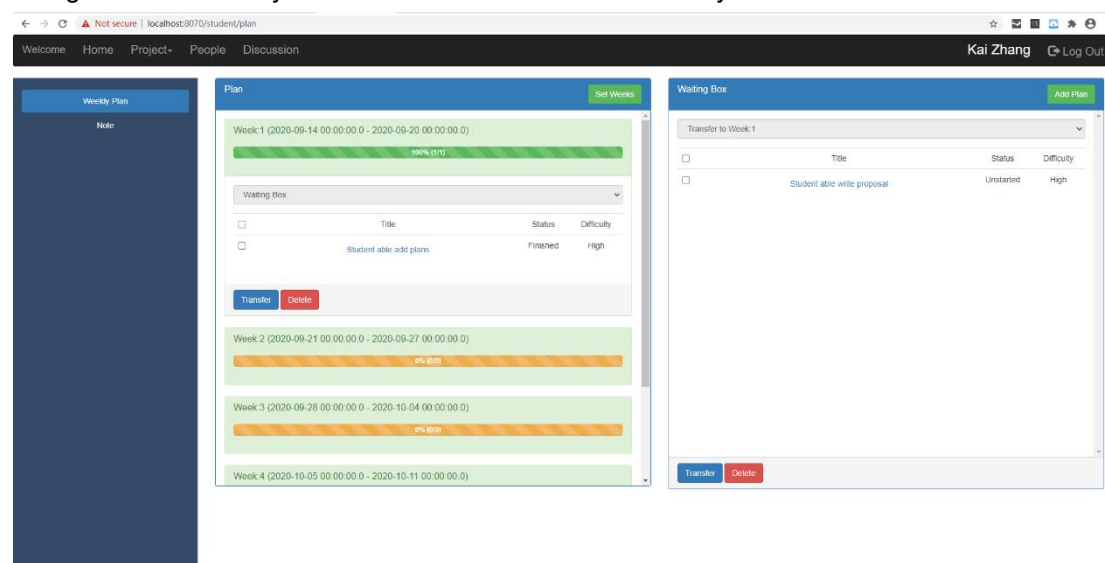 Not secure | localhost:8070/student/plan
Welcome Home Project People Discussion Kai Zhang Log Out
Weekly Plan
Note
Plan Set Weeks
Week:1 (2020-09-14 00:00:00.0 - 2020-09-20 00:00:00.0)
100% (1/1)
Waiting Box
Title Status Difficulty
Student able add plans Finished High
Transfer Delete
Week:2 (2020-09-21 00:00:00.0 - 2020-09-27 00:00:00.0)
0% (0/0)
Week:3 (2020-09-28 00:00:00.0 - 2020-10-04 00:00:00.0)
0% (0/0)
Week:4 (2020-10-05 00:00:00.0 - 2020-10-11 00:00:00.0)
Waiting Box Add Plan
Transfer to Week:1
Title Status Difficulty
Student able write proposal Unstarted High
Transfer Delete